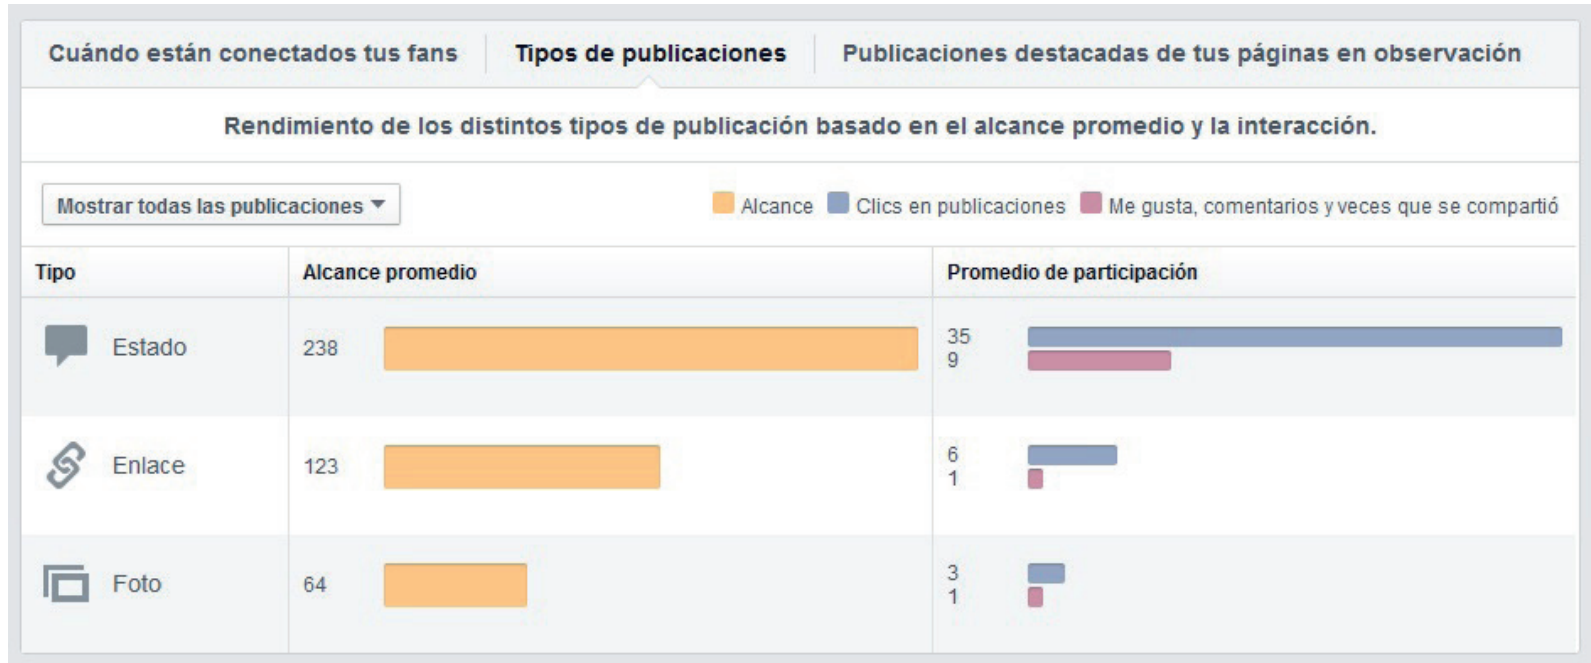 Cuándo están conectados tus fans Tipos de publicaciones Publicaciones destacadas de tus páginas en observación
Rendimiento de los distintos tipos de publicación basado en el alcance promedio y la interacción.
Mostrar todas las publicaciones Alcance Clics en publicaciones Me gusta, comentarios y veces que se compartió
Tipo Alcance promedio Promedio de participación
Estado 238 35
9
Enlace 123 6
1
Foto 64 3
1